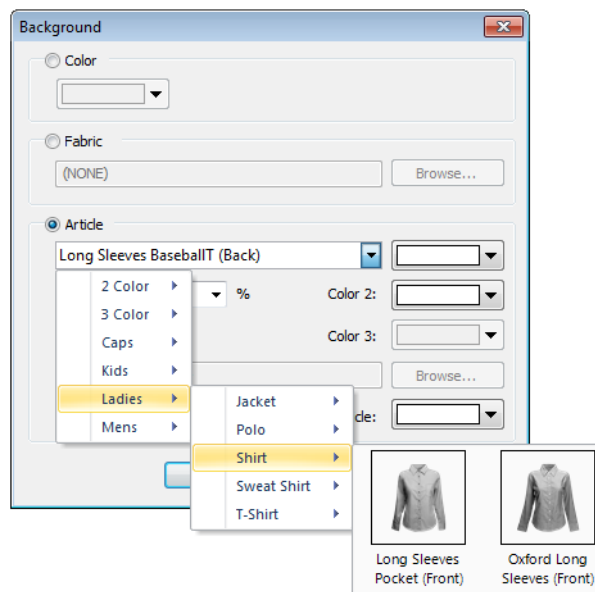 Background
Color
Fabric
(NONE)
Browse...
Article
Long Sleeves BaseballT (Back)
2 Color
%
Color 2:
3 Color
Caps
Color 3:
Kids
Browse...
Ladies
Jacket
Mens
Polo
Shirt
Sweat Shirt
T-Shirt
Long Sleeves
Pocket (Front)
Oxford Long
Sleeves (Front)